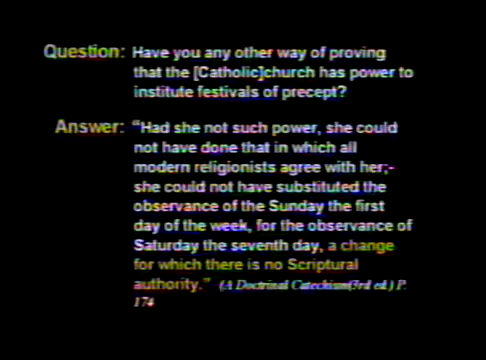 Question: Have you any other way of proving
that the [Catholic]church has power to
institute festivals of precept?
Answer: "Had she not such power, she could
not have done that in which all
modern religionists agree with her;-
she could not have substituted the
observance of the Sunday the first
day of the week, for the observance of
Saturday the seventh day, a change
for which there is no Scriptural
authority." (A Doctrinal Catechism(3rd ed.) P.
174